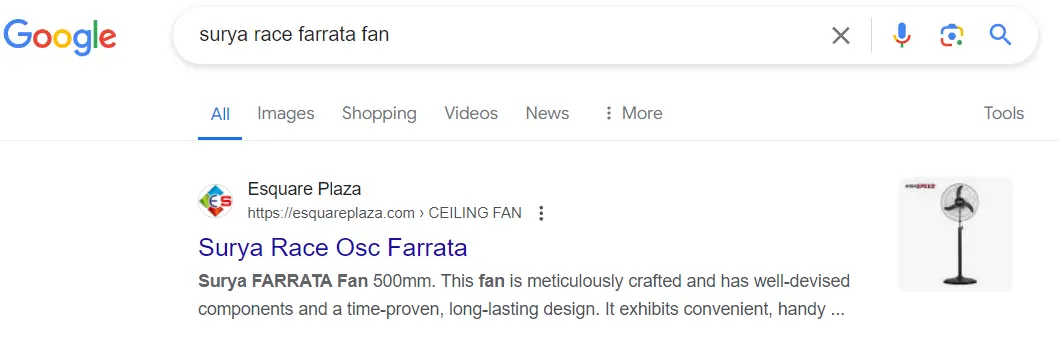 Google
surya race farrata fan
All Images Shopping Videos News More Tools
ES
Esquare Plaza
https://esquareplaza.com › CEILING FAN
Surya Race Osc Farrata
Surya FARRATA Fan 500mm. This fan is meticulously crafted and has well-devised
components and a time-proven, long-lasting design. It exhibits convenient, handy ...